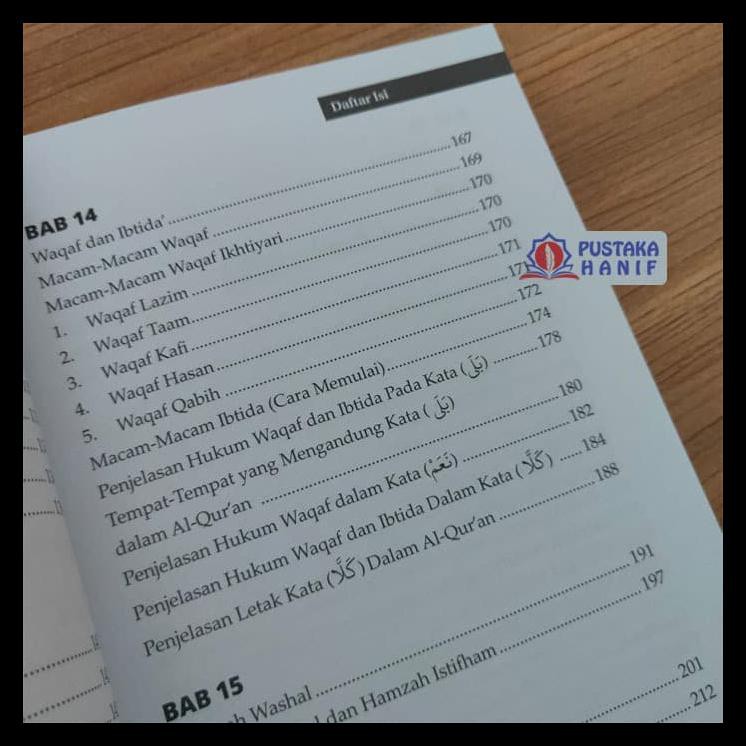 Daftar Isi
BAB 14
Waqaf dan Ibtida' 167
Macam-Macam Waqaf 169
Macam-Macam Waqaf Ikhtiyari 170
1. Waqaf Lazim 170
2. Waqaf Taam 170
3. Waqaf Kafi 171
4. Waqaf Hasan 171
5. Waqaf Qabih 172
Macam-Macam Ibtida (Cara Memulai) 174
Penjelasan Hukum Waqaf dan Ibtida Pada Kata (بَلَى) 178
Tempat-Tempat yang Mengandung Kata (بَلَى)
dalam Al-Qur'an 180
Penjelasan Hukum Waqaf dalam Kata (نَعَمْ) 182
Penjelasan Hukum Waqaf dan Ibtida Dalam Kata (كَلَّا) 184
Penjelasan Letak Kata (كَلَّا) Dalam Al-Qur'an 188
BAB 15
Washal 191
dan Hamzah Istifham 197
201
212
PUSTAKA
HANIF